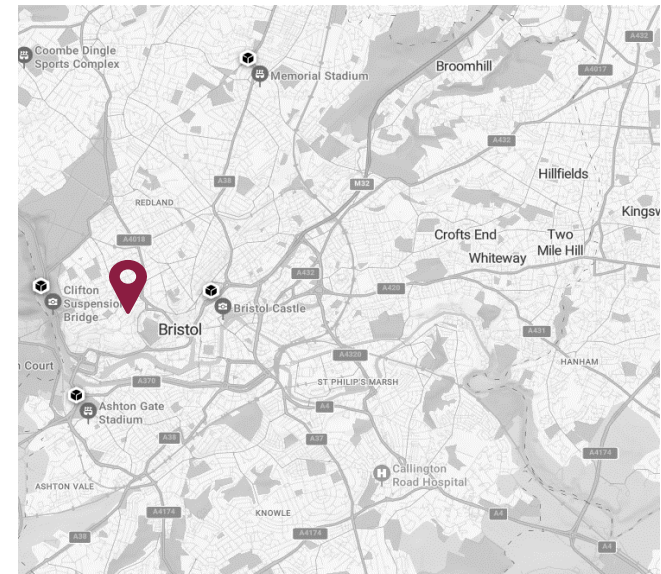 A432
Coombe Dingle
Sports Complex
Memorial Stadium
Broomhill
A4017
A432
Hillfields
A38
M32
REDLAND
Kingsw
A4018
Crofts End
Two
Mile Hill
Whiteway
A432
A420
Clifton
Suspension
Bridge
Bristol Castle
Bristol
A431
A4320
HANHAM
n Court
A370
ST PHILIP'S MARSH
Ashton Gate
Stadium
A4
A38
A37
A4174
H
Callington
Road Hospital
ASHTON VALE
A4174
KNOWLE
A4
A38
A4174
A4